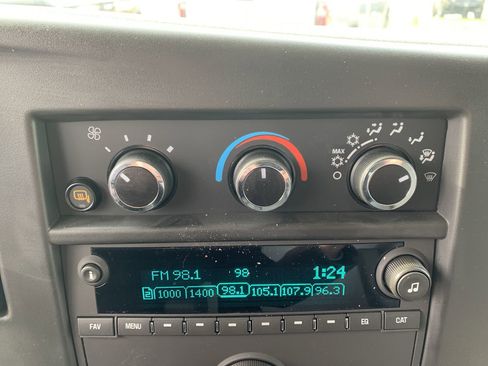 MAX
FM 98.1 98° 1:24
2 1000 1400 98.1 105.1 107.9 96.3
FAV MENU EQ CAT